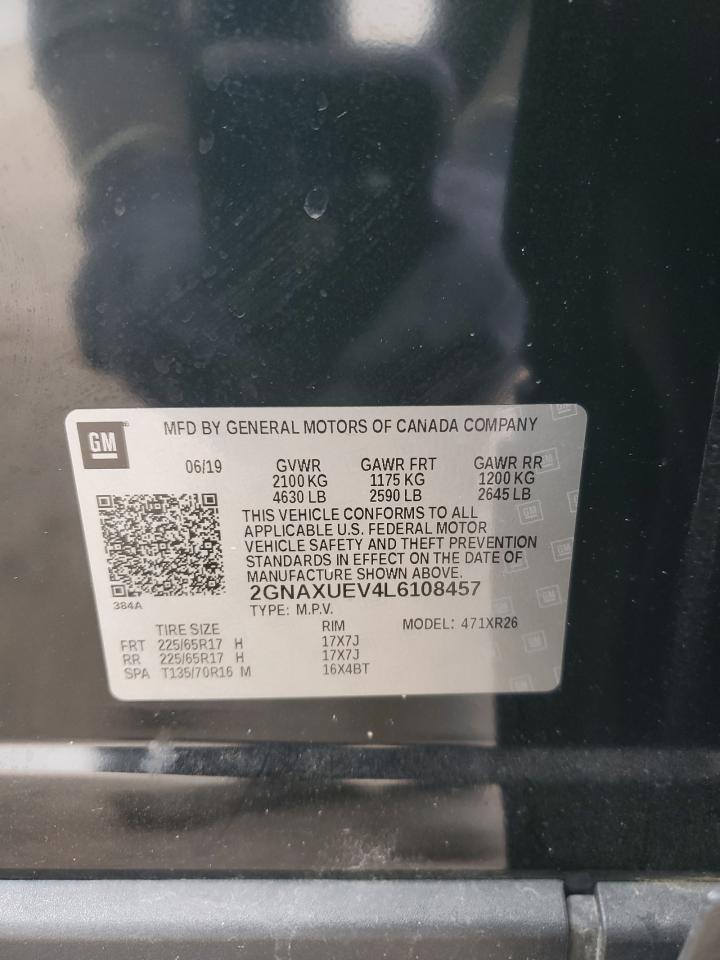 GM
MFD BY GENERAL MOTORS OF CANADA COMPANY
06/19 GVWR GAWR FRT GAWR RR
2100 KG 1175 KG 1200 KG
4630 LB 2590 LB 2645 LB
THIS VEHICLE CONFORMS TO ALL
APPLICABLE U.S. FEDERAL MOTOR
VEHICLE SAFETY AND THEFT PREVENTION
STANDARDS IN EFFECT ON THE DATE OF
MANUFACTURE SHOWN ABOVE.
384A
2GNAXUEV4L6108457
TYPE: M.P.V.
TIRE SIZE RIM MODEL: 471XR26
FRT 225/65R17 H 17X7J
RR 225/65R17 H 17X7J
SPA T135/70R16 M 16X4BT